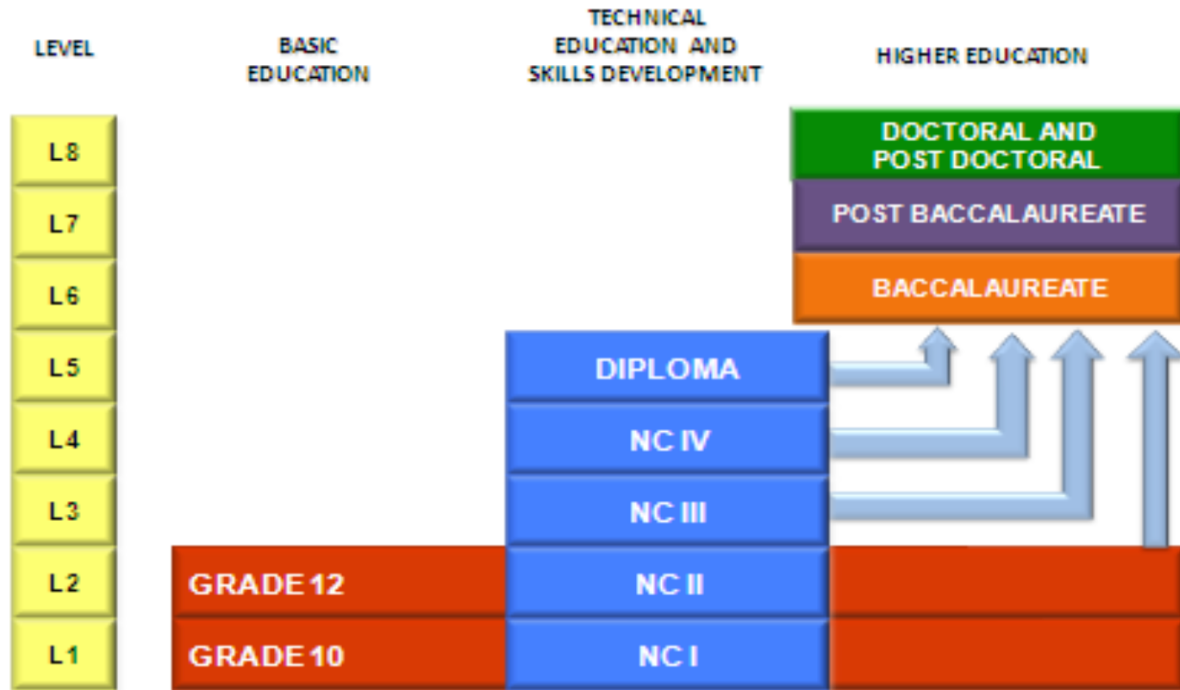 LEVEL
BASIC
EDUCATION
TECHNICAL
EDUCATION AND
SKILLS DEVELOPMENT
HIGHER EDUCATION
L8
DOCTORAL AND
POST DOCTORAL
L7
POST BACCALAUREATE
L6
BACCALAUREATE
L5
DIPLOMA
L4
NC IV
L3
NC III
L2
GRADE 12
NC II
L1
GRADE 10
NC I